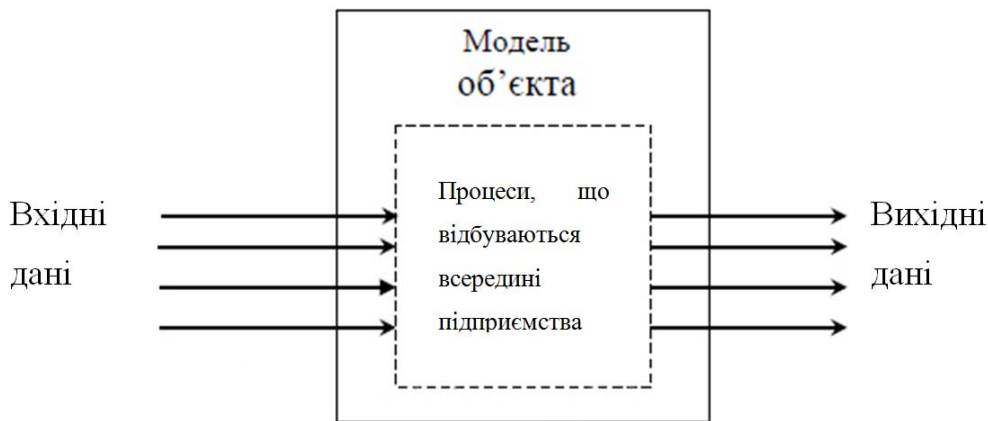 Модель
об’єкта
Вхідні
дані
Процеси, що
відбуваються
всередині
підприємства
Вихідні
дані